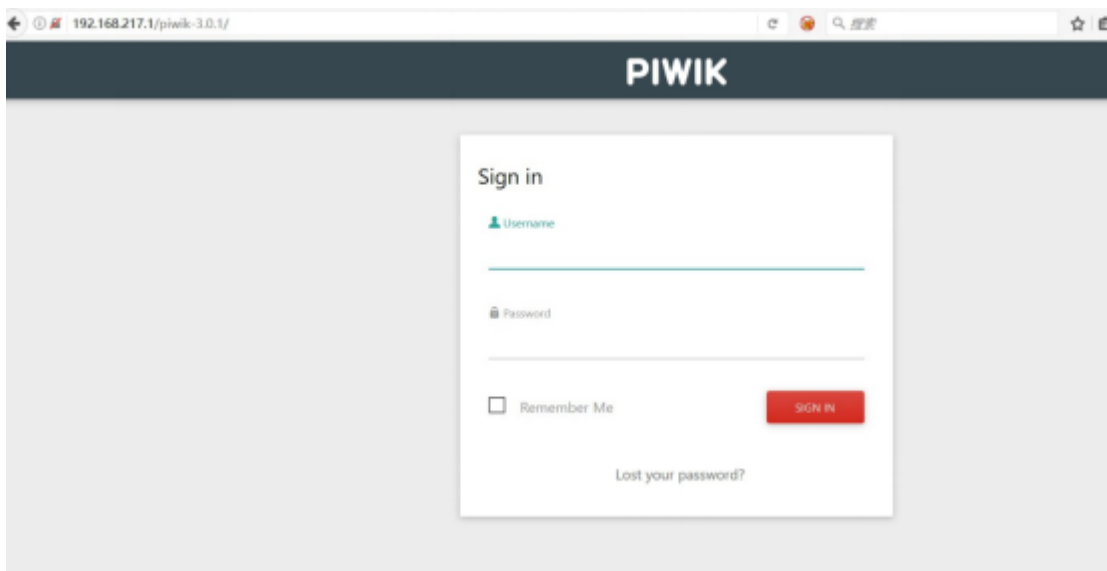 192.168.217.1/piwik-3.0.1/ 搜索
PIWIK
Sign in
Username
Password
Remember Me SIGN IN
Lost your password?